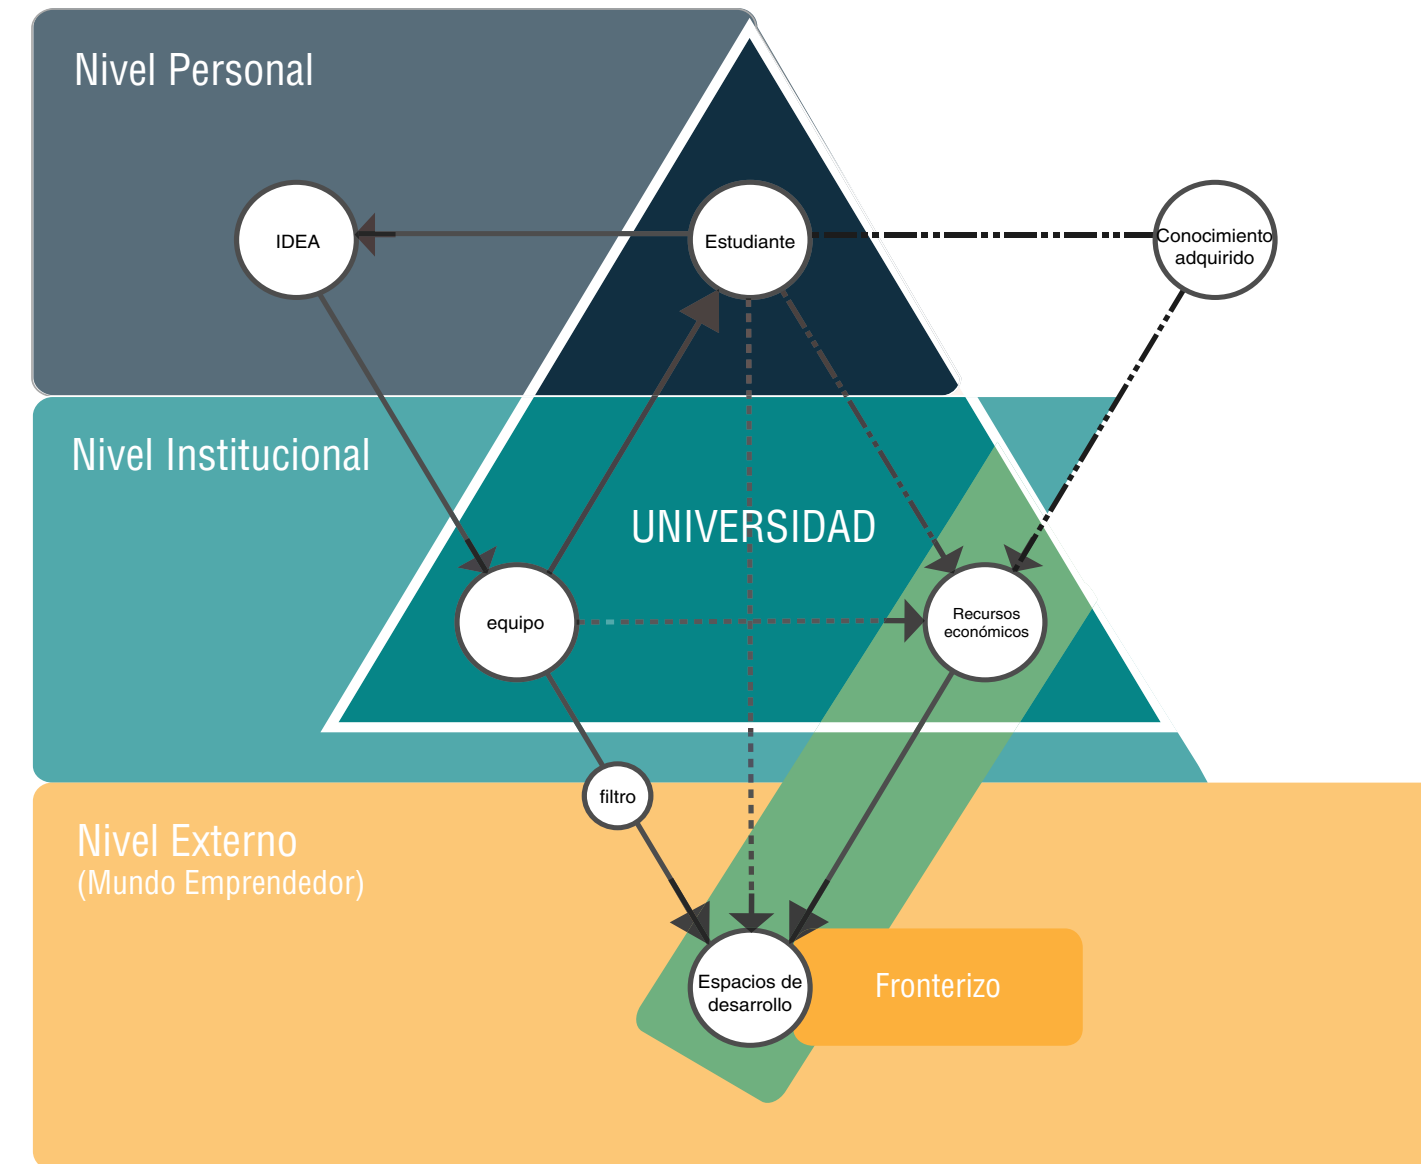 Nivel Personal
IDEA
Estudiante
Conocimiento
adquirido
Nivel Institucional
UNIVERSIDAD
equipo
Recursos
económicos
filtro
Nivel Externo
(Mundo Emprendedor)
Espacios de
desarrollo
Fronterizo